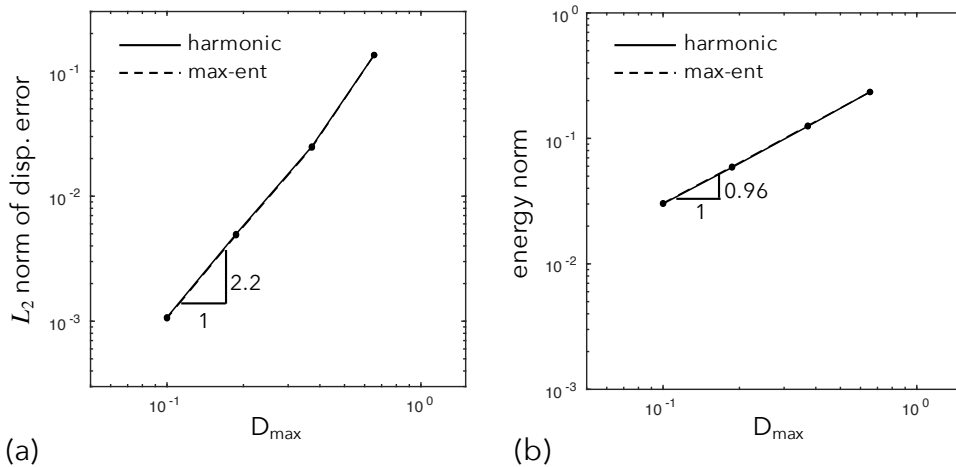 harmonic
max-ent
L₂ norm of disp. error
10⁻¹
10⁻²
10⁻³
2.2
1
10⁻¹
10⁰
D_max
(a)
harmonic
max-ent
energy norm
10⁰
10⁻¹
10⁻²
10⁻³
0.96
1
10⁻¹
10⁰
D_max
(b)